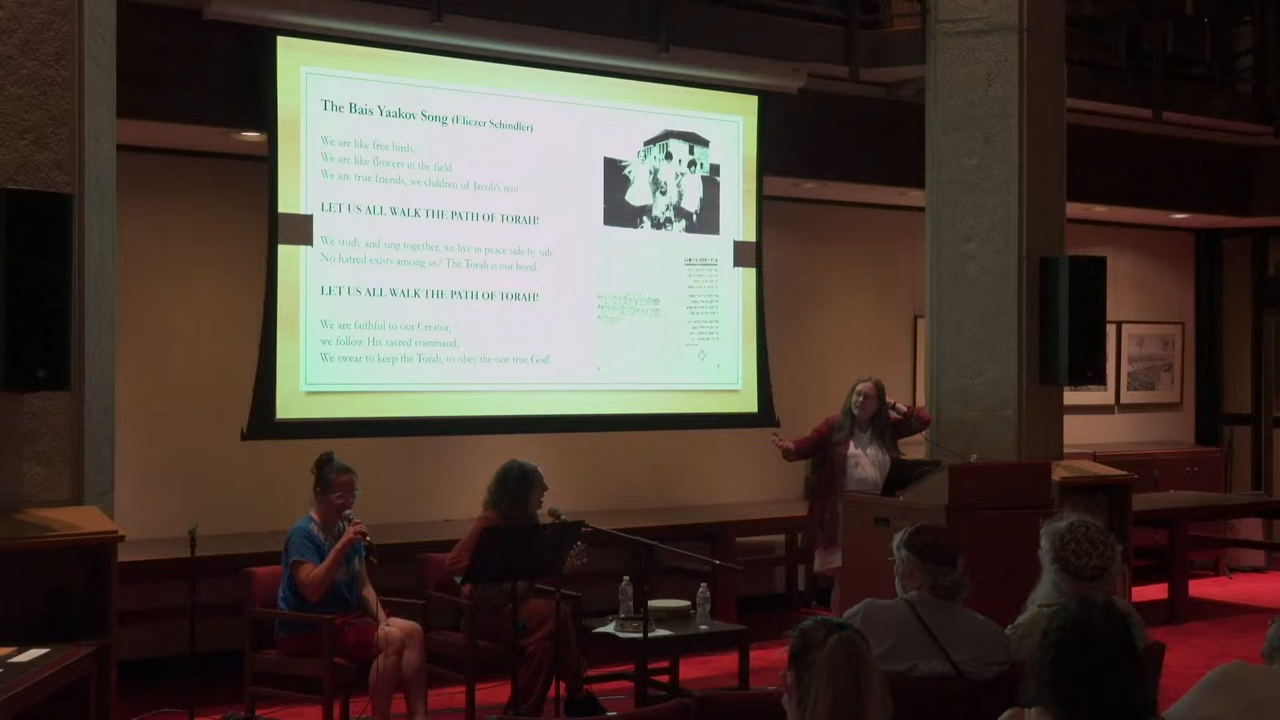 The Bais Yaakov Song (Eliezer Schindler)
We are like free birds,
We are like flowers in the field.
We are true friends, we children of Jacob's tent
LET US ALL WALK THE PATH OF TORAH!
We study and sing together, we live in peace side by side
No hatred exists among us/ The Torah is our bond.
LET US ALL WALK THE PATH OF TORAH!
We are faithful to our Creator,
we follow His sacred command,
We swear to keep the Torah, to obey the one true God!